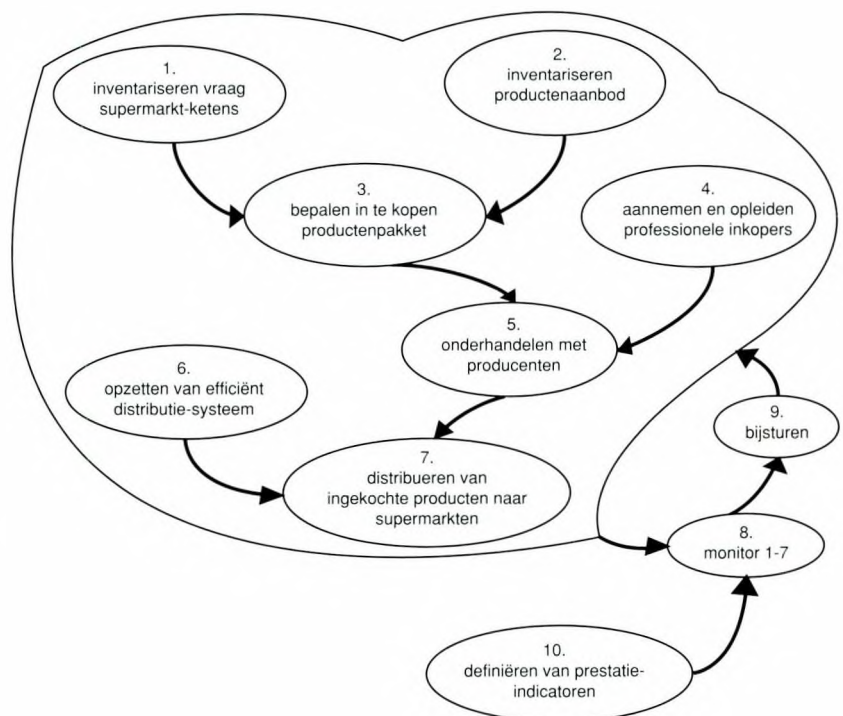 1.
inventariseren vraag
supermarkt-ketens
2.
inventariseren
productenaanbod
3.
bepalen in te kopen
productenpakket
4.
aannemen en opleiden
professionele inkopers
5.
onderhandelen met
producenten
6.
opzetten van efficiënt
distributie-systeem
7.
distribueren van
ingekochte producten naar
supermarkten
9.
bijsturen
8.
monitor 1-7
10.
definiëren van prestatie-
indicatoren